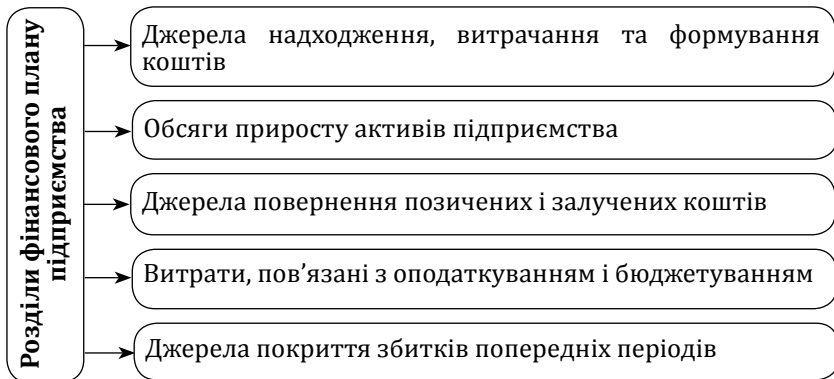 Розділи фінансового плану
підприємства
Джерела надходження, витрачання та формування
коштів
Обсяги приросту активів підприємства
Джерела повернення позичених і залучених коштів
Витрати, пов’язані з оподаткуванням і бюджетуванням
Джерела покриття збитків попередніх періодів